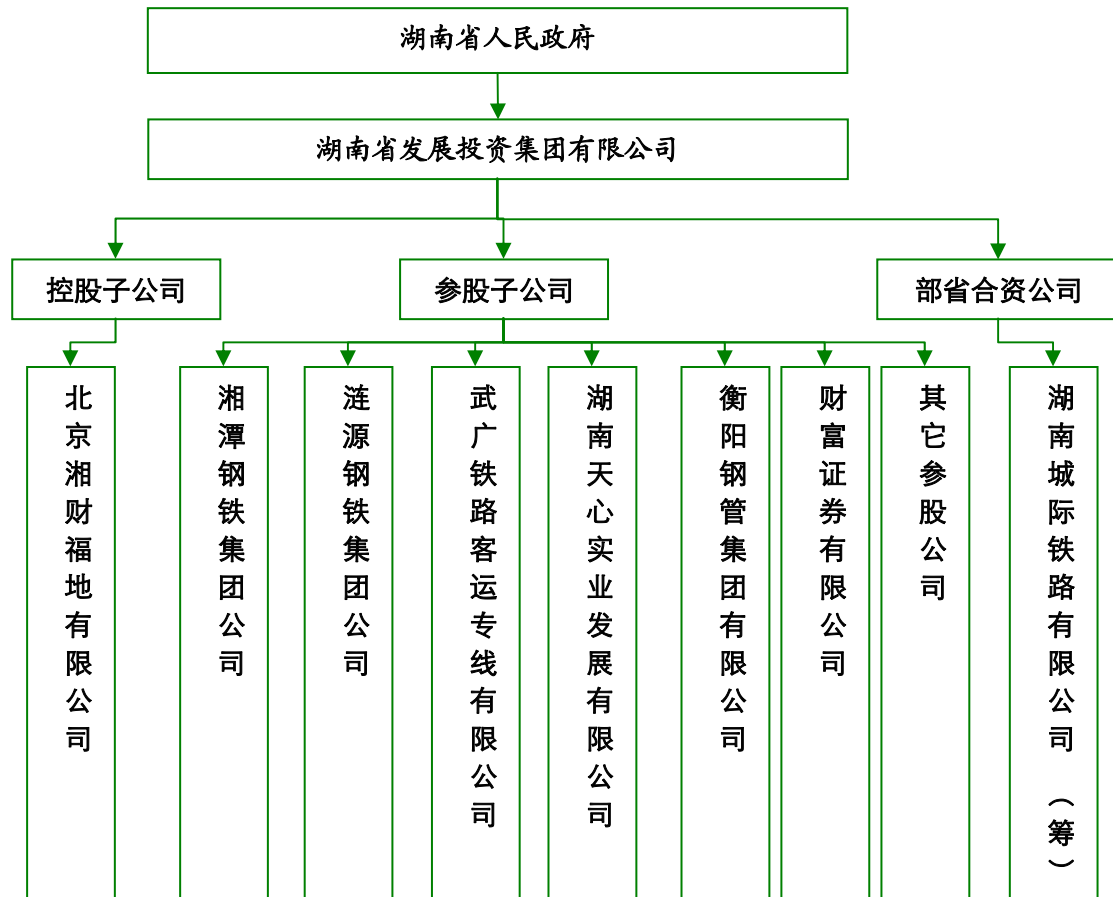 湖南省人民政府
湖南省发展投资集团有限公司
控股子公司
参股子公司
部省合资公司
北京湘财福地有限公司
湘潭钢铁集团公司
涟源钢铁集团公司
武广铁路客运专线有限公司
湖南天心实业发展有限公司
衡阳钢管集团有限公司
财富证券有限公司
其它参股公司
湖南城际铁路有限公司（筹）